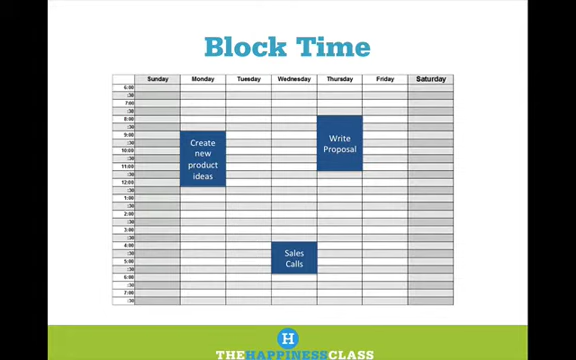 Block Time
Sunday Monday Tuesday Wednesday Thursday Friday Saturday
6:00
:30
7:00
:30
8:00
:30
9:00
:30
10:00
:30
11:00
:30
12:00
:30
1:00
:30
2:00
:30
3:00
:30
4:00
:30
5:00
:30
6:00
:30
7:00
:30
Create
new
product
ideas
Write
Proposal
Sales
Calls
H
THEHAPPINESSCLASS